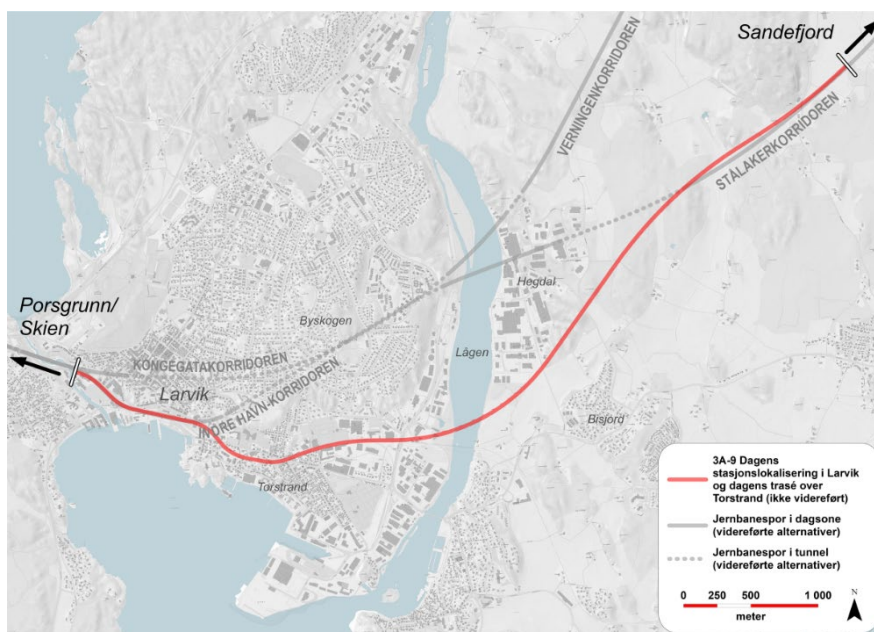 Sandefjord
VERNINGENKORRIDOREN
STÅLAKERKORRIDOREN
Hegdal
Porsgrunn/
Skien
Byskogen
Lågen
KONGEGATAKORRIDOREN
Larvik
INDRE HAVN-KORRIDOREN
Bisjord
Torstrand
3A-9 Dagens
stasjonslokalisering i Larvik
og dagens trasé over
Torstrand (ikke videreført)
Jernbanespor i dagsone
(videreførte alternativer)
Jernbanespor i tunnel
(videreførte alternativer)
N
0 250 500 1 000
meter